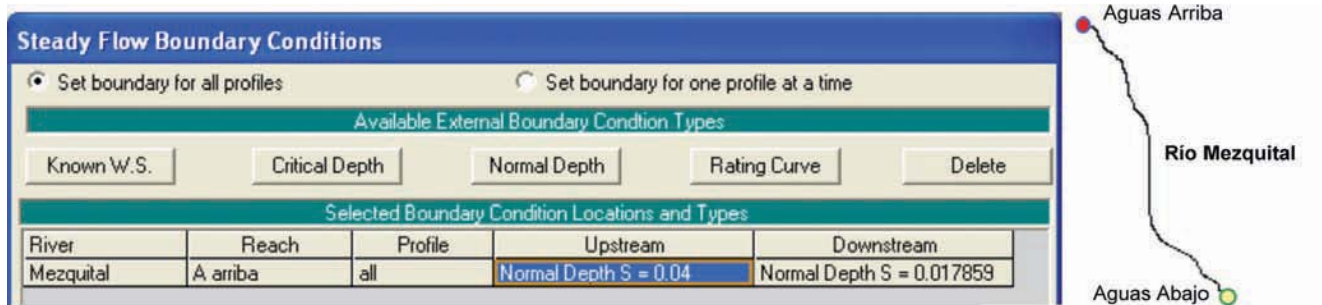 Steady Flow Boundary Conditions
Set boundary for all profiles Set boundary for one profile at a time
Available External Boundary Condtion Types
Known W.S. Critical Depth Normal Depth Rating Curve Delete
Selected Boundary Condition Locations and Types
River Reach Profile Upstream Downstream
Mezquital A arriba all Normal Depth S = 0.04 Normal Depth S = 0.017859
Aguas Arriba
Río Mezquital
Aguas Abajo